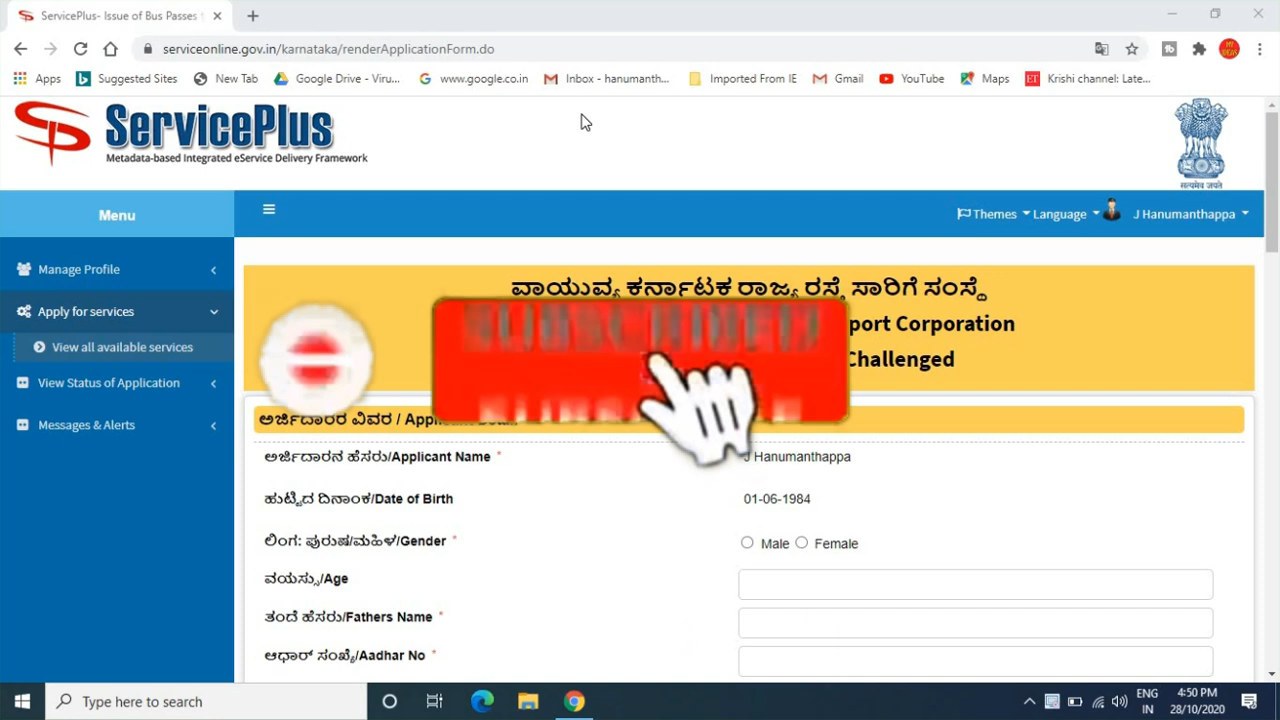 ServicePlus- Issue of Bus Passes
serviceonline.gov.in/karnataka/renderApplicationForm.do
Apps
Suggested Sites
New Tab
Google Drive - Viru...
www.google.co.in
Inbox - hanumanth...
Imported From IE
Gmail
YouTube
Maps
Krishi channel: Late...
ServicePlus
Metadata-based Integrated eService Delivery Framework
सत्यमेव जयते
Menu
Themes
Language
J Hanumanthappa
Manage Profile
Apply for services
View all available services
View Status of Application
Messages & Alerts
ವಾಯುವ್ಯ ಕರ್ನಾಟಕ ರಾಜ್ಯ ರಸ್ತೆ ಸಾರಿಗೆ ಸಂಸ್ಥೆ
port Corporation
Challenged
SUBSCRIBED
ಅರ್ಜಿದಾರರ ವಿವರ /
ಅರ್ಜಿದಾರನ ಹೆಸರು/Applicant Name *
J Hanumanthappa
ಹುಟ್ಟಿದ ದಿನಾಂಕ/Date of Birth
01-06-1984
ಲಿಂಗ: ಪುರುಷ/ಮಹಿಳ/Gender *
Male Female
ವಯಸ್ಸು/Age
ತಂದೆ ಹೆಸರು/Fathers Name *
ಆಧಾರ್ ಸಂಖ್ಯೆ/Aadhar No *
Type here to search
ENG
IN
4:50 PM
28/10/2020